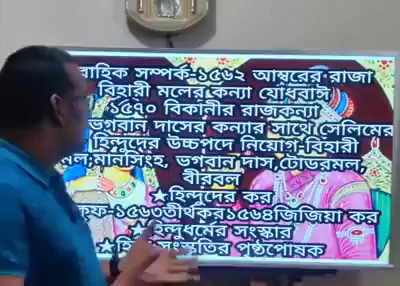 বাহিক সম্পর্ক-১৫৬২ আম্বরের রাজা
বিহারী মলের কন্যা যোধবাঈ
১৫৭০ বিকানীর রাজকন্যা
ভগবান দাসের কন্যার সাথে সেলিমের
হিন্দুদের উচ্চপদে নিয়োগ-বিহারী
মল,মানসিংহ, ভগবান দাস,টোডরমল,
বীরবল
★হিন্দুদের কর
১৫৬৩তীর্থকর১৫৬৪জিজিয়া কর
★হিন্দুধর্মের সংস্কার
★ সংস্কৃতির পৃষ্ঠপোষক